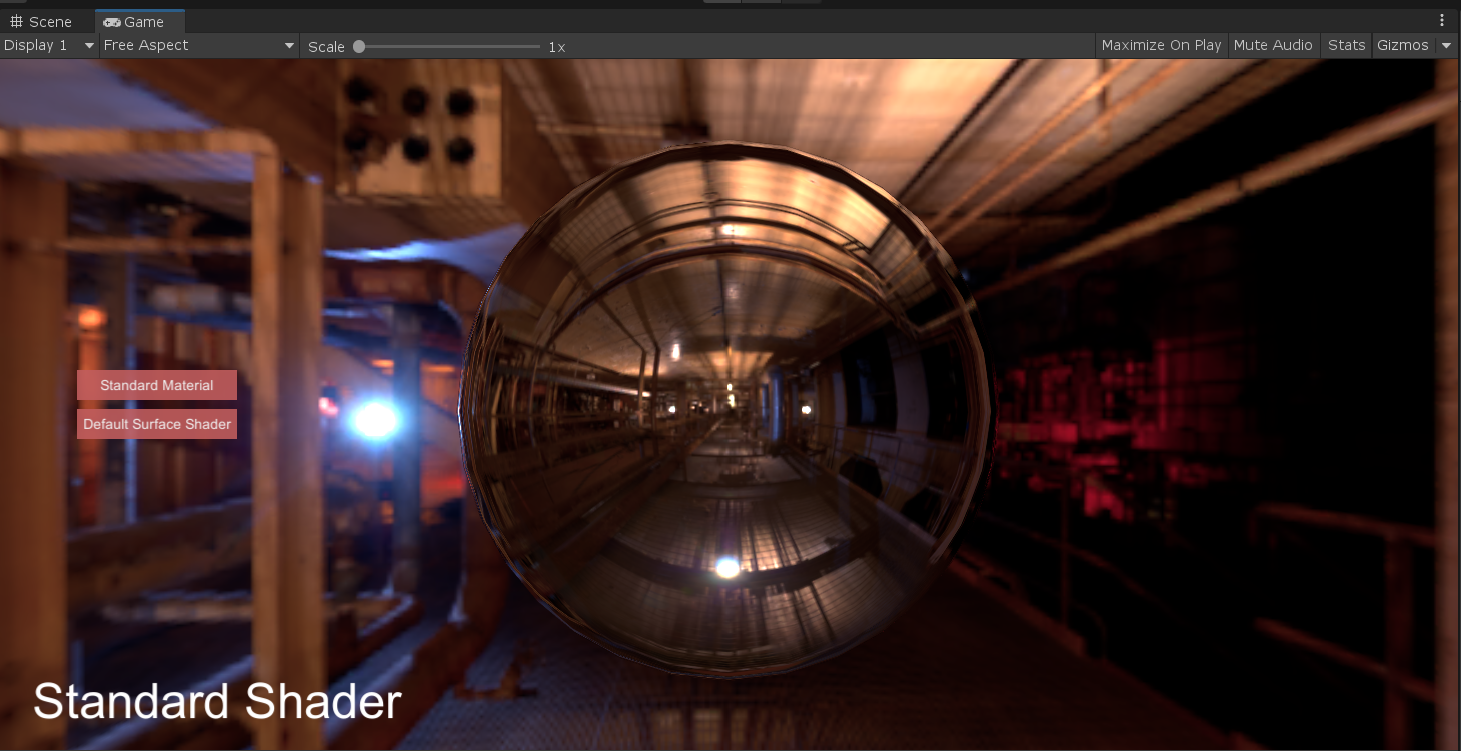 Scene Game
Display 1 Free Aspect Scale 1x Maximize On Play Mute Audio Stats Gizmos
Standard Material
Default Surface Shader
Standard Shader